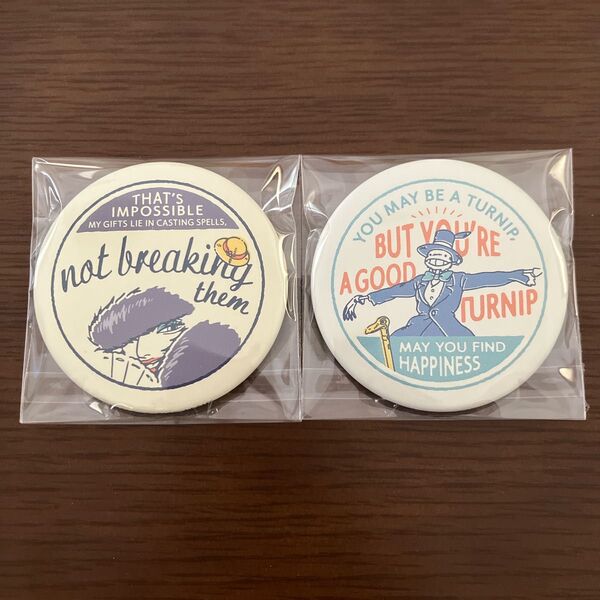 THAT'S
IMPOSSIBLE
MY GIFTS LIE IN CASTING SPELLS,
not breaking
them
YOU MAY BE A TURNIP,
BUT YOU'RE
A GOOD
TURNIP
MAY YOU FIND
HAPPINESS